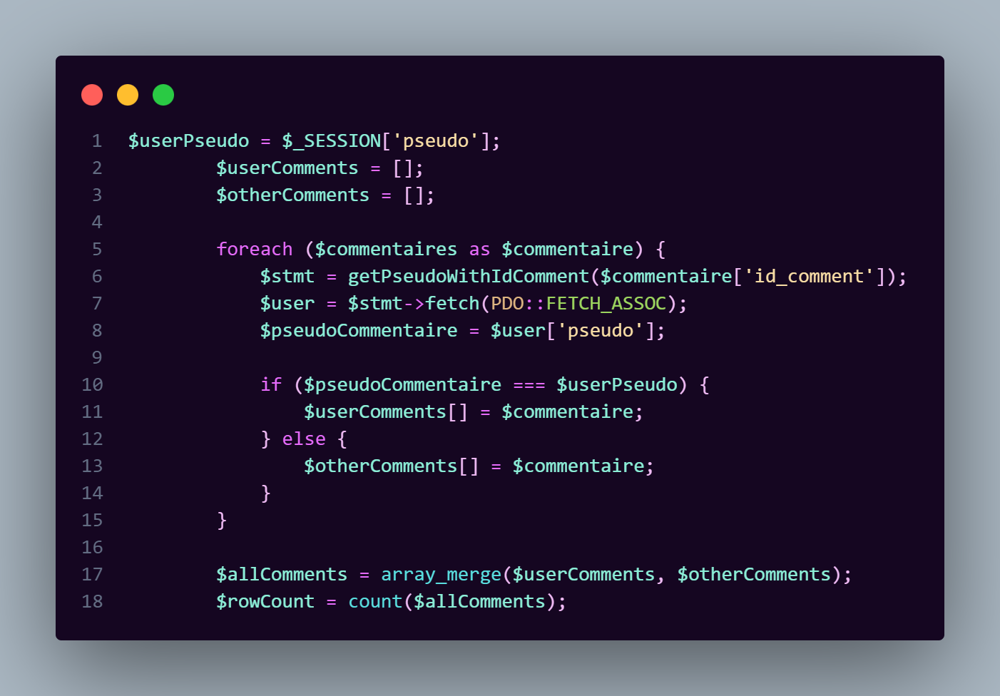 1 $userPseudo = $_SESSION['pseudo'];
2 $userComments = [];
3 $otherComments = [];
4
5 foreach ($commentaires as $commentaire) {
6 $stmt = getPseudoWithIdComment($commentaire['id_comment']);
7 $user = $stmt->fetch(PDO::FETCH_ASSOC);
8 $pseudoCommentaire = $user['pseudo'];
9
10 if ($pseudoCommentaire === $userPseudo) {
11 $userComments[] = $commentaire;
12 } else {
13 $otherComments[] = $commentaire;
14 }
15 }
16
17 $allComments = array_merge($userComments, $otherComments);
18 $rowCount = count($allComments);